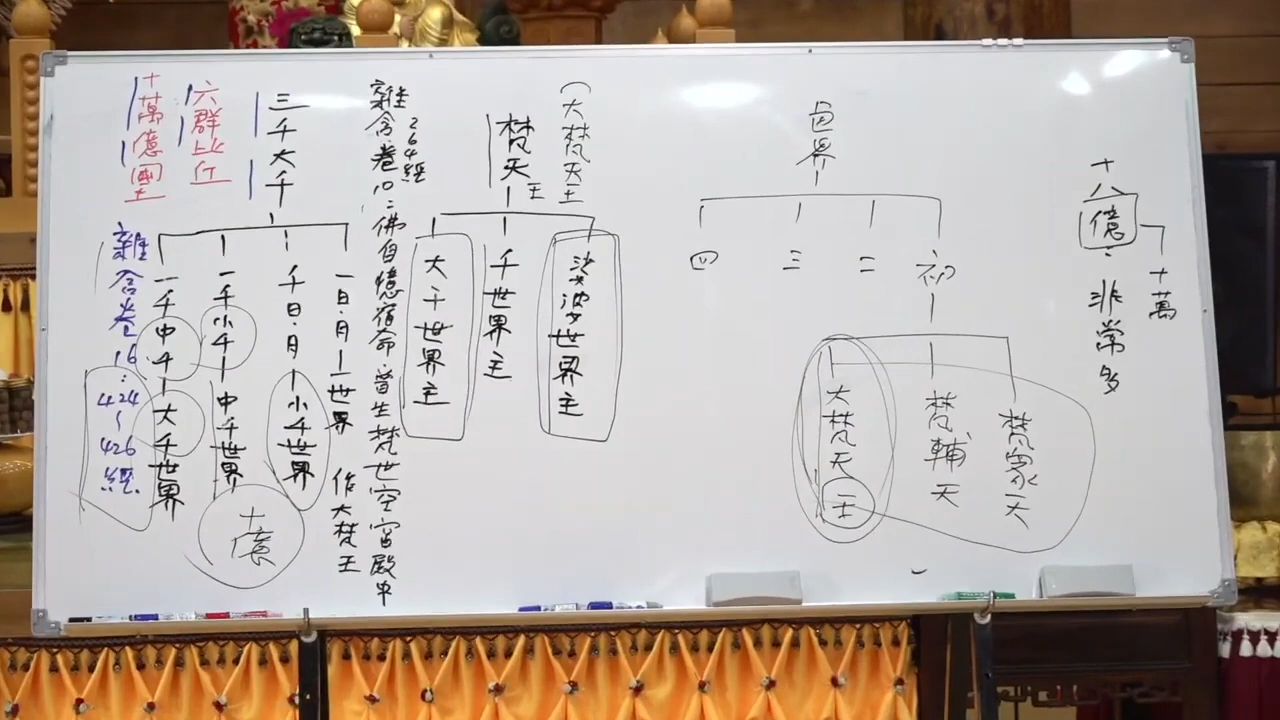 十八億：非常多
十萬
色界
初
二
三
四
梵眾天
梵輔天
大梵天王
（大梵天王
梵天王
娑婆世界主
千世界主
大千世界主
264經
雜含卷10：佛自憶宿命，曾生梵世空宮殿中
作大梵王
三千大千
一日．月－一世界
千日．月－小千世界
一千小千－中千世界
一千中千－大千世界
十億
六群比丘
十萬億國土
雜含卷16：
424～426經